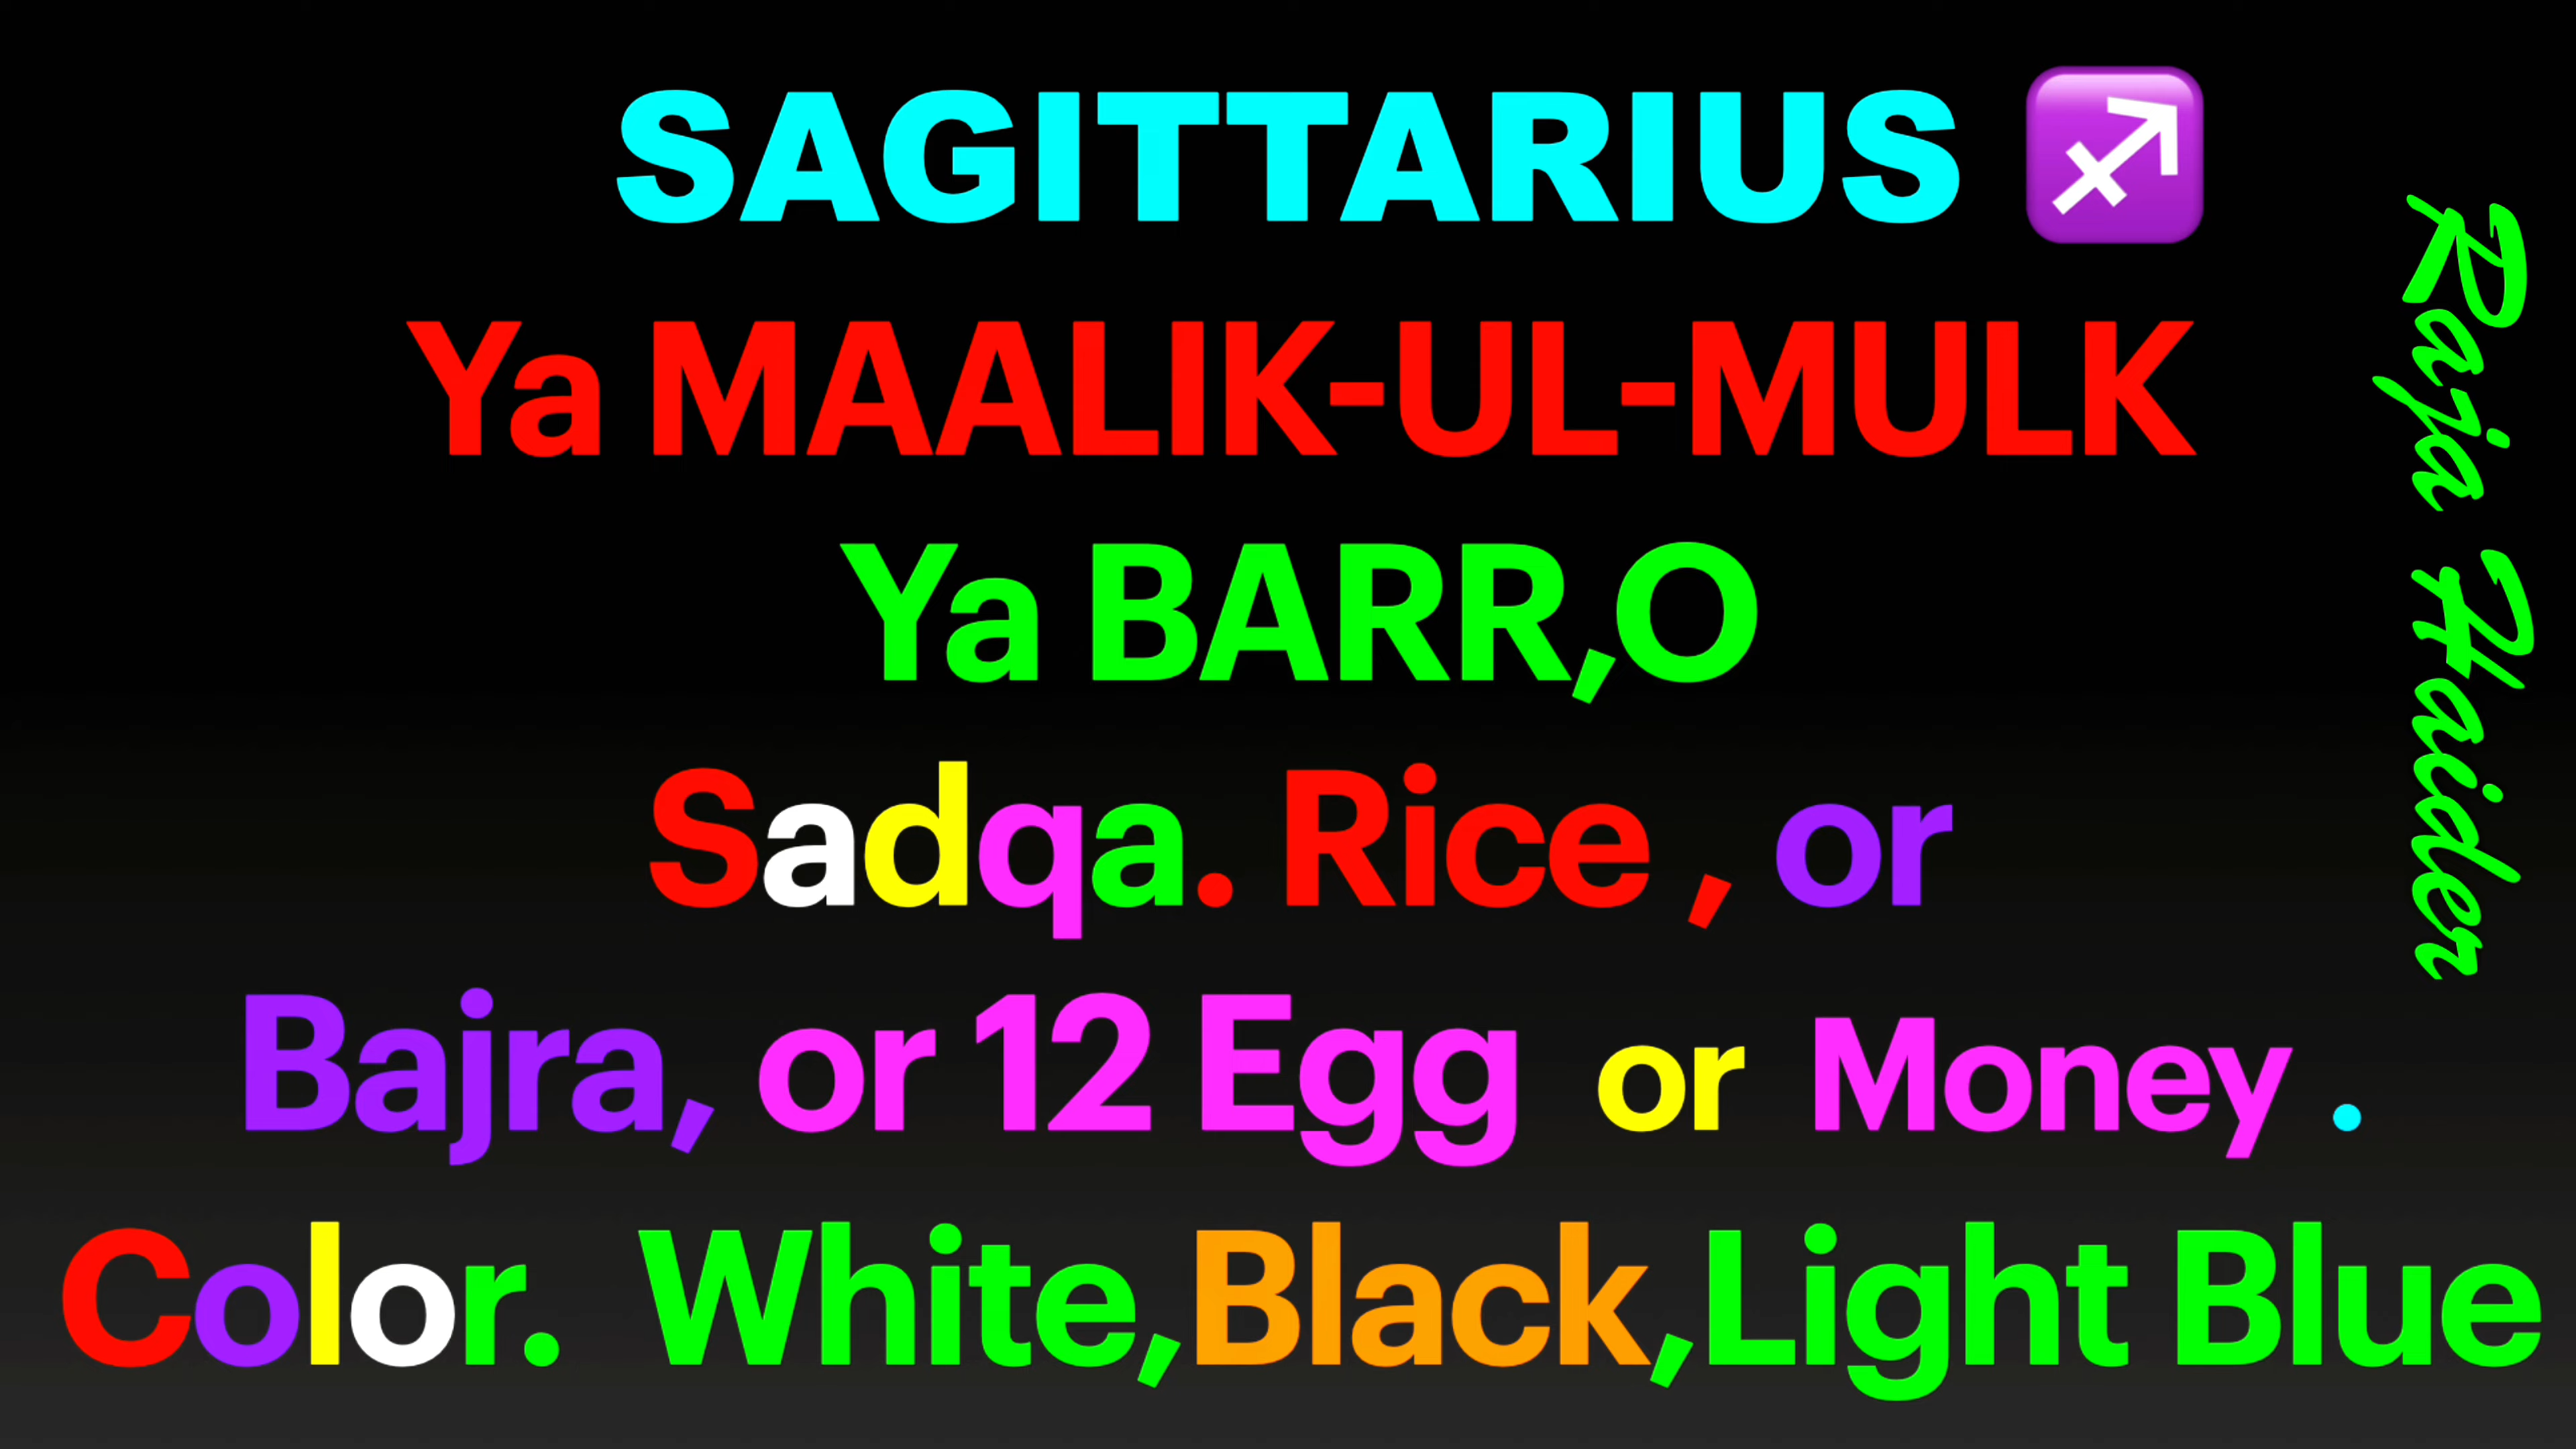 SAGITTARIUS ♐
Ya MAALIK-UL-MULK
Ya BARR,O
Sadqa. Rice , or
Bajra, or 12 Egg or Money .
Color. White,Black,Light Blue
Raja Haider